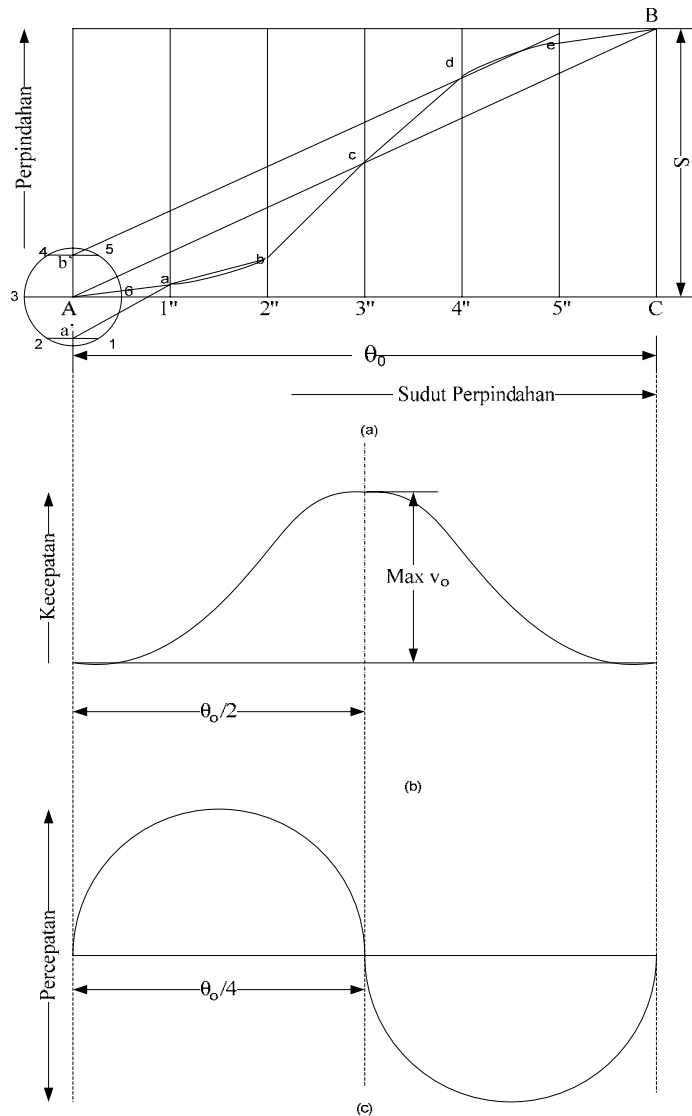 B
d
e
Perpindahan
c
S
4
5
b'
b
3
6
a
A
1"
2"
3"
4"
5"
C
a'
2
1
θ₀
Sudut Perpindahan
(a)
Kecepatan
Max vₒ
θₒ/2
(b)
Percepatan
θₒ/4
(c)